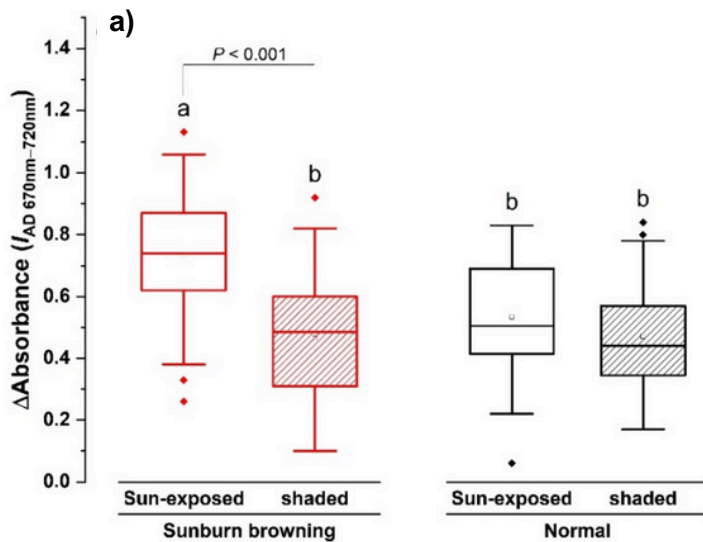 a)
P < 0.001
ΔAbsorbance (I_AD 670nm–720nm)
1.4
1.2
1.0
0.8
0.6
0.4
0.2
0.0
a
b
b
b
Sun-exposed shaded Sun-exposed shaded
Sunburn browning Normal